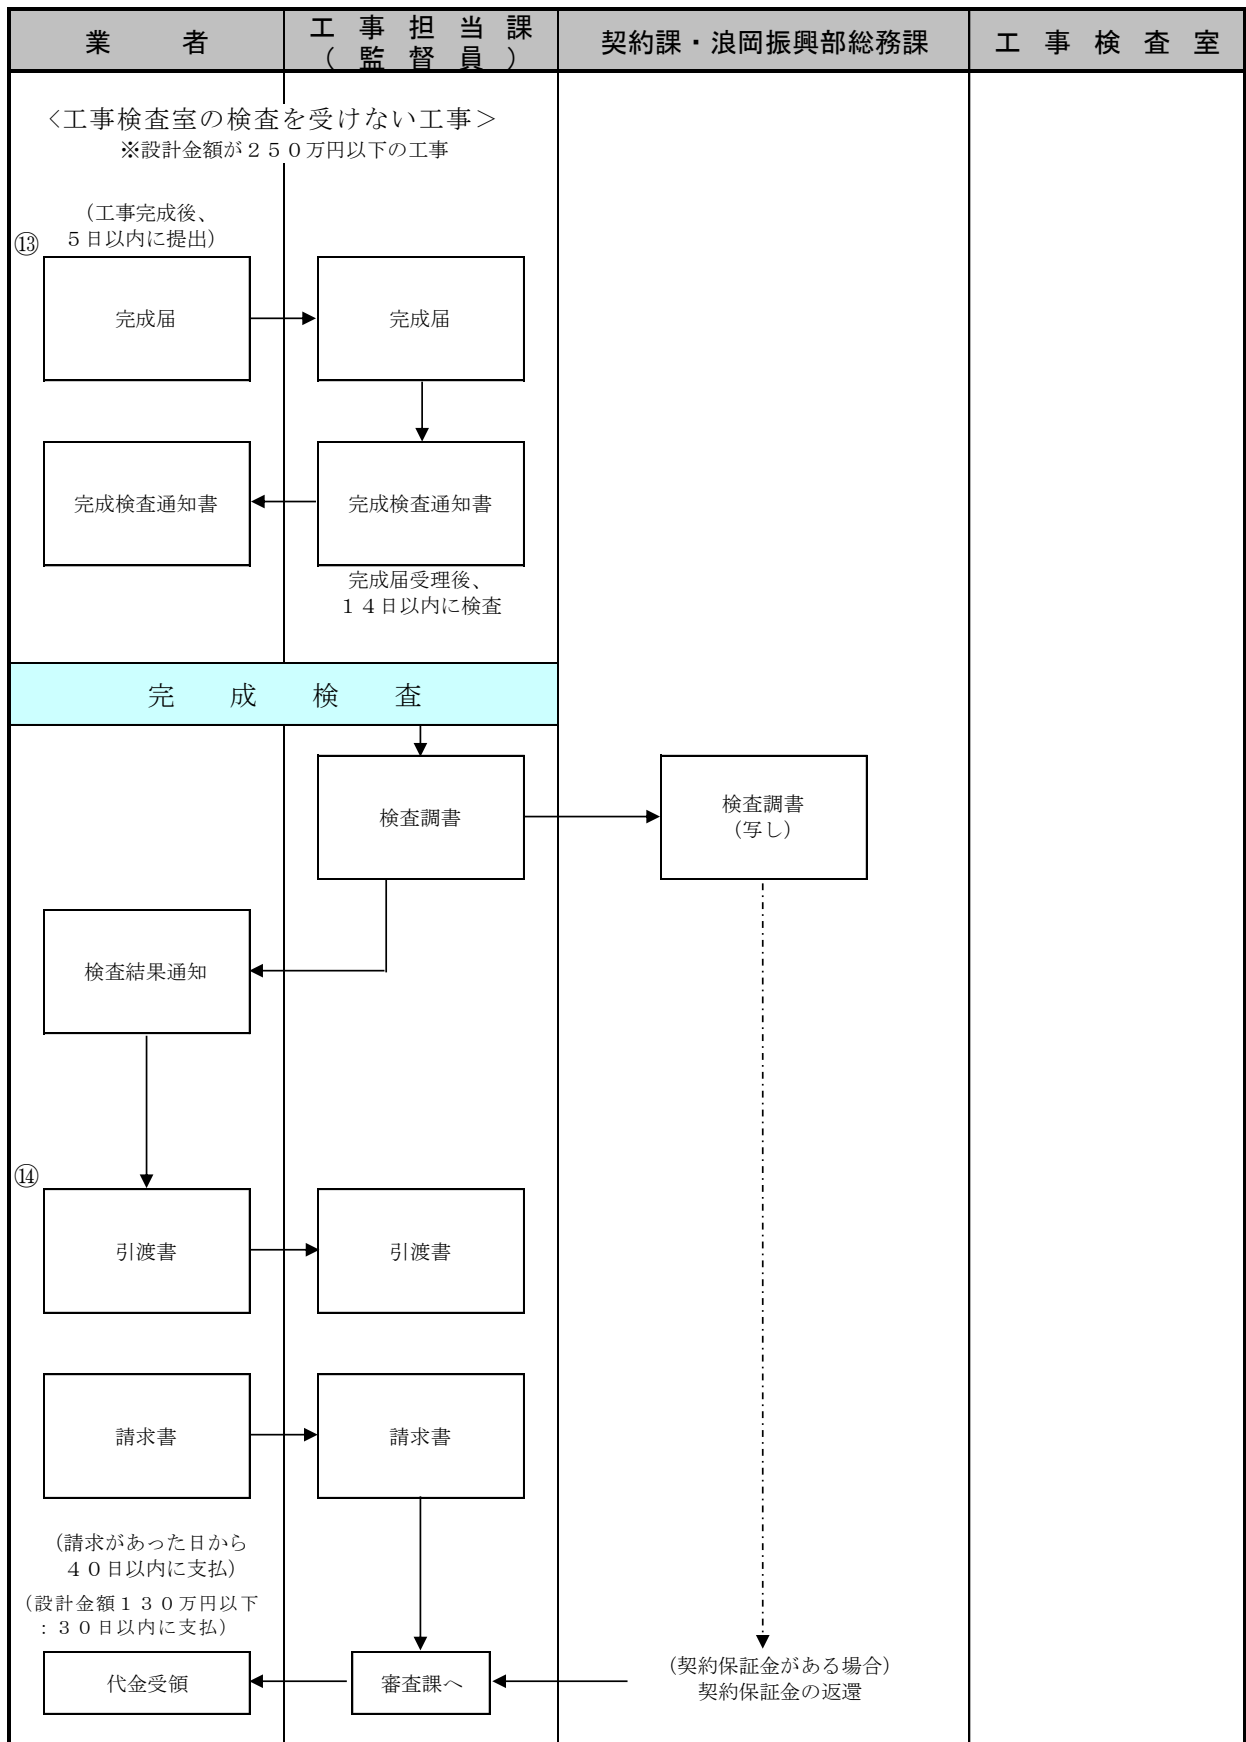 業者
工事担当課
（監督員）
契約課・浪岡振興部総務課
工事検査室
＜工事検査室の検査を受けない工事＞
※設計金額が２５０万円以下の工事
（工事完成後、
５日以内に提出）
⑬
完成届
完成届
完成検査通知書
完成検査通知書
完成届受理後、
１４日以内に検査
完成検査
検査調書
検査調書
（写し）
検査結果通知
⑭
引渡書
引渡書
請求書
請求書
（請求があった日から
４０日以内に支払）
（設計金額１３０万円以下
：３０日以内に支払）
代金受領
審査課へ
（契約保証金がある場合）
契約保証金の返還